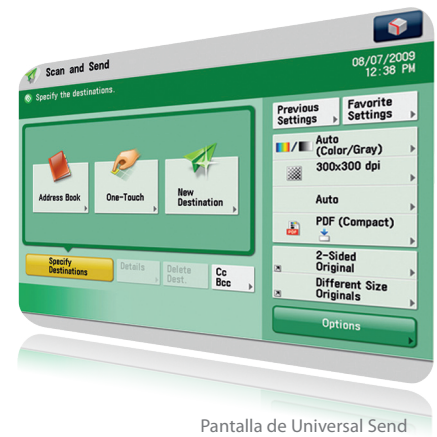 Scan and Send
08/07/2009
12:38 PM
Specify the destinations.
Previous
Settings
Favorite
Settings
Auto
(Color/Gray)
300x300 dpi
Auto
PDF (Compact)
2-Sided
Original
Different Size
Originals
Options
Address Book
One-Touch
New
Destination
Specify
Destinations
Details
Delete
Dest.
Cc
Bcc
PDF
Pantalla de Universal Send